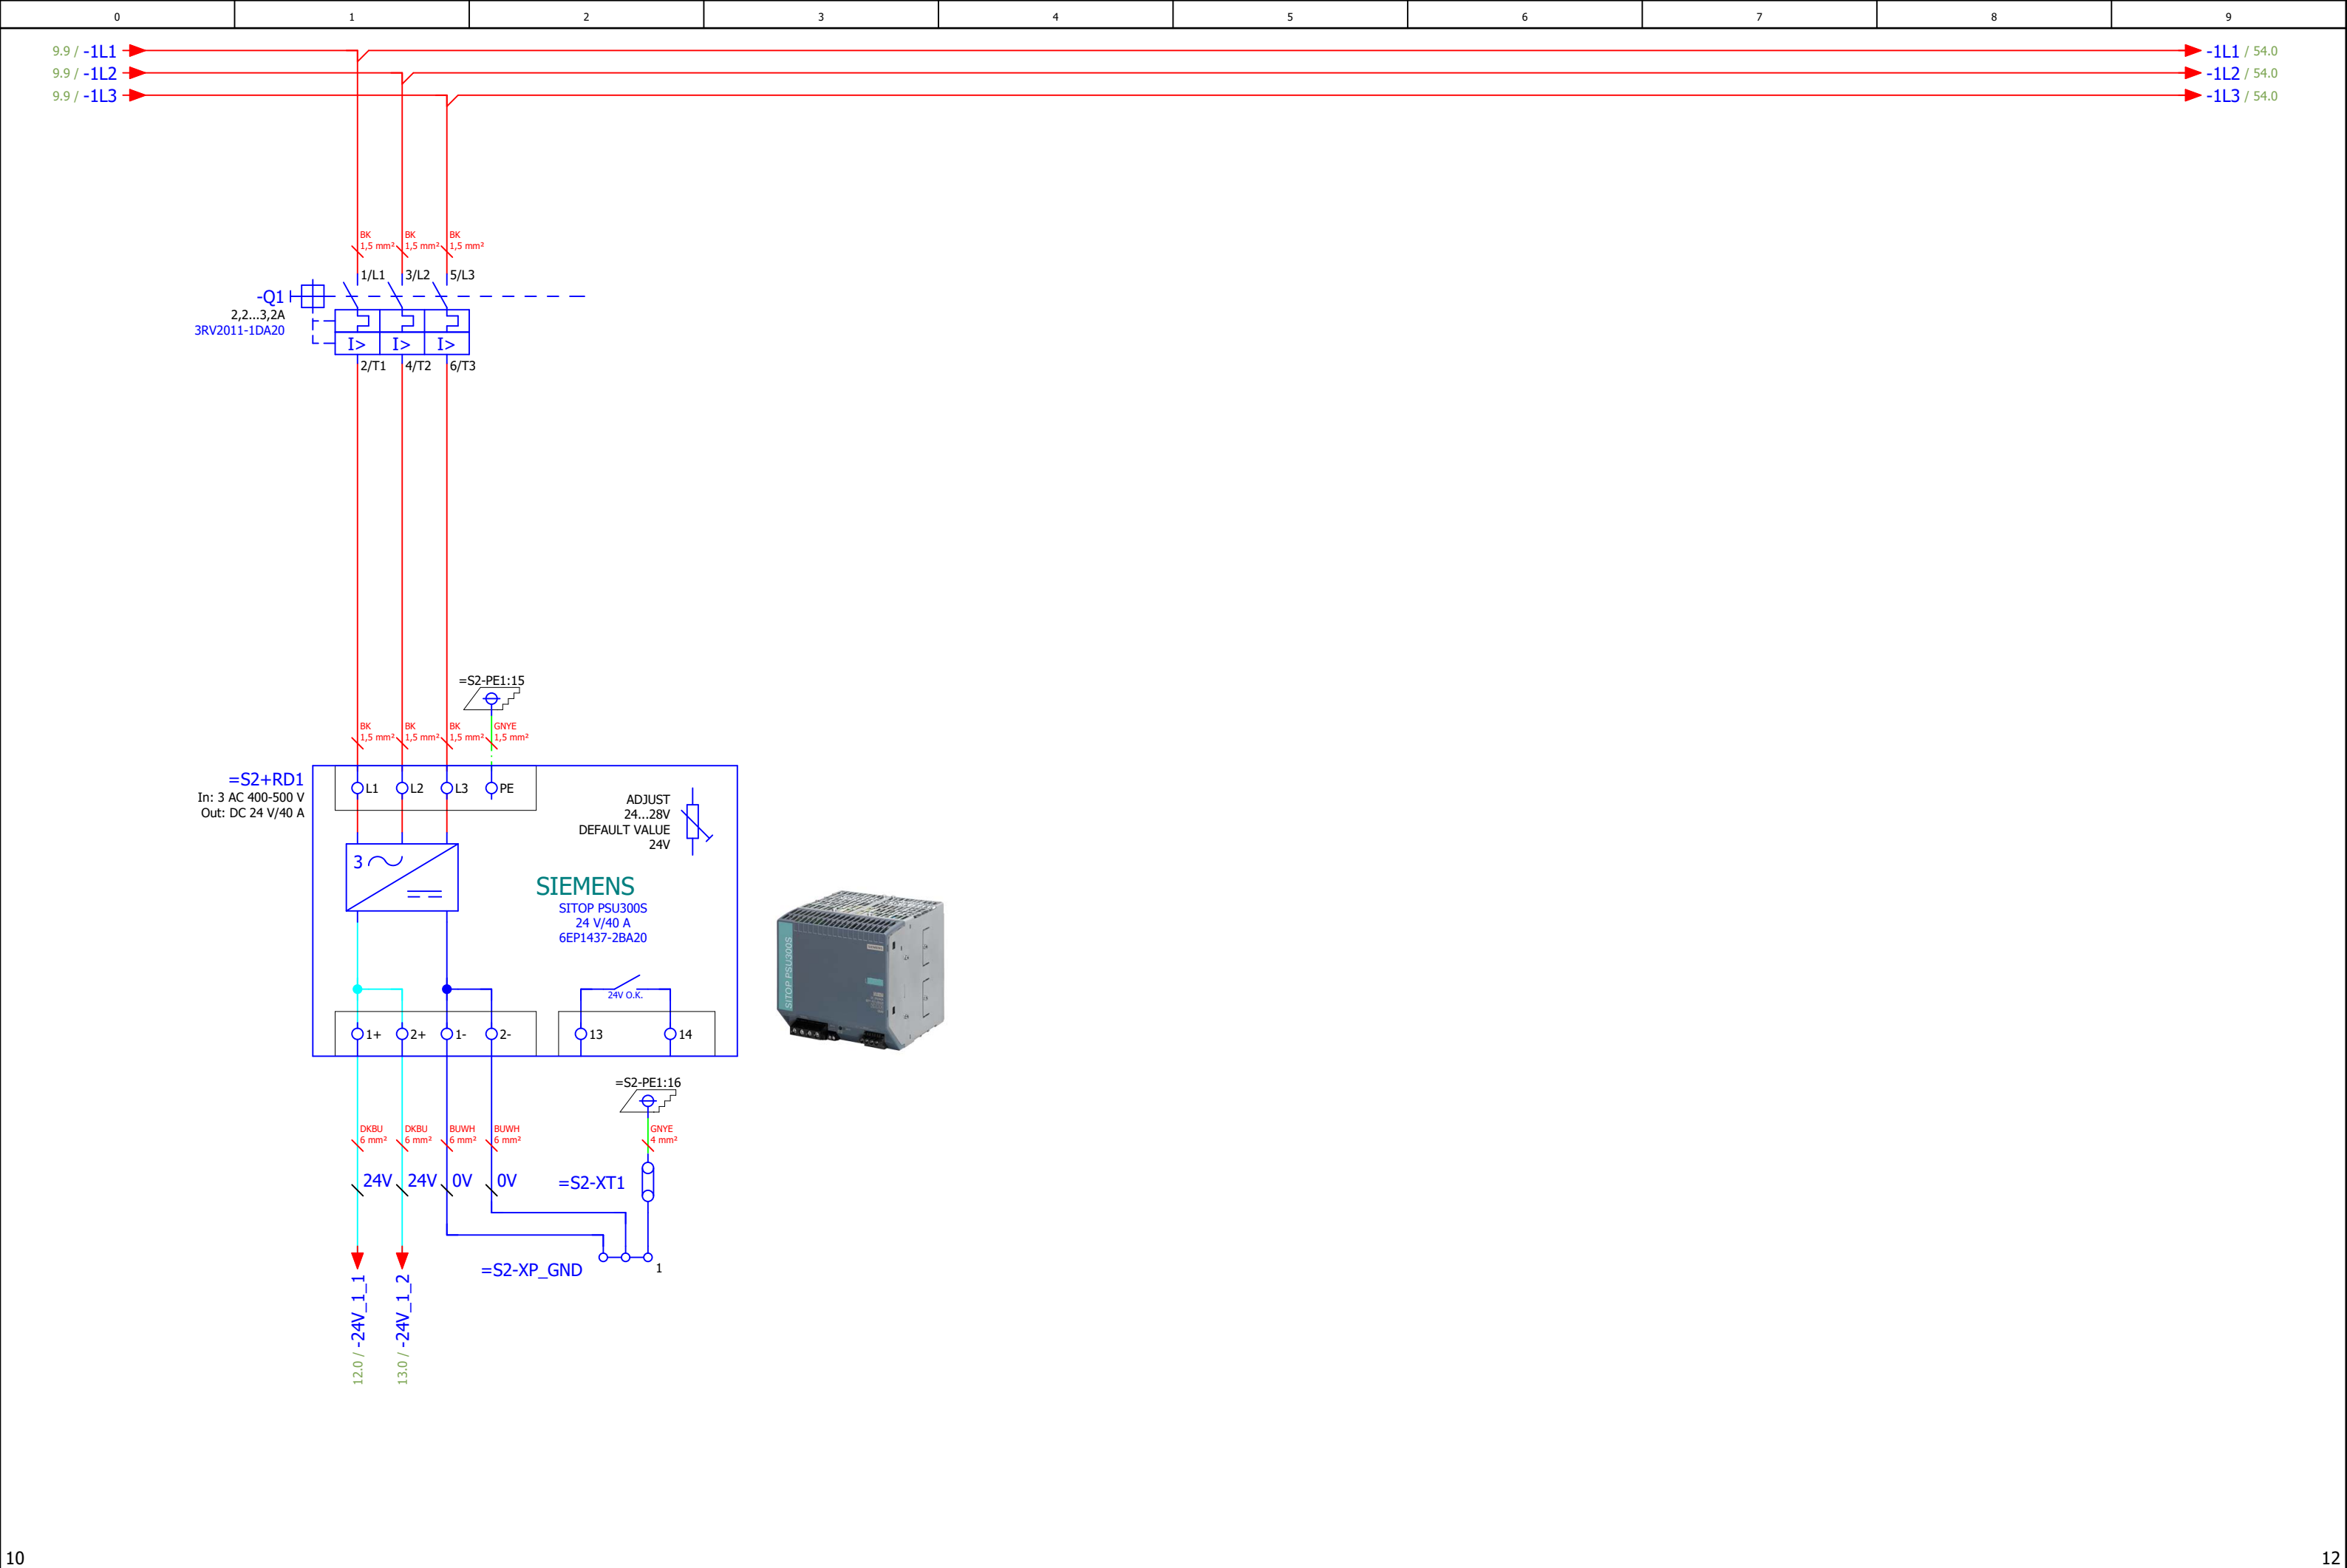 0 1 2 3 4 5 6 7 8 9
9.9 / -1L1 -1L1 / 54.0
9.9 / -1L2 -1L2 / 54.0
9.9 / -1L3 -1L3 / 54.0
BK BK BK
1,5 mm² 1,5 mm² 1,5 mm²
1/L1 3/L2 5/L3
-Q1
2,2...3,2A
3RV2011-1DA20
I> I> I>
2/T1 4/T2 6/T3
=S2-PE1:15
BK BK BK GNYE
1,5 mm² 1,5 mm² 1,5 mm² 1,5 mm²
=S2+RD1
In: 3 AC 400-500 V
Out: DC 24 V/40 A
L1 L2 L3 PE
ADJUST
24...28V
DEFAULT VALUE
24V
3
SIEMENS
SITOP PSU300S
24 V/40 A
6EP1437-2BA20
SITOP PSU300S
24V O.K.
1+ 2+ 1- 2- 13 14
=S2-PE1:16
DKBU DKBU BUWH BUWH GNYE
6 mm² 6 mm² 6 mm² 6 mm² 4 mm²
24V 24V 0V 0V
=S2-XT1
=S2-XP_GND
1
12.0 / -24V_1_1
13.0 / -24V_1_2
10 12